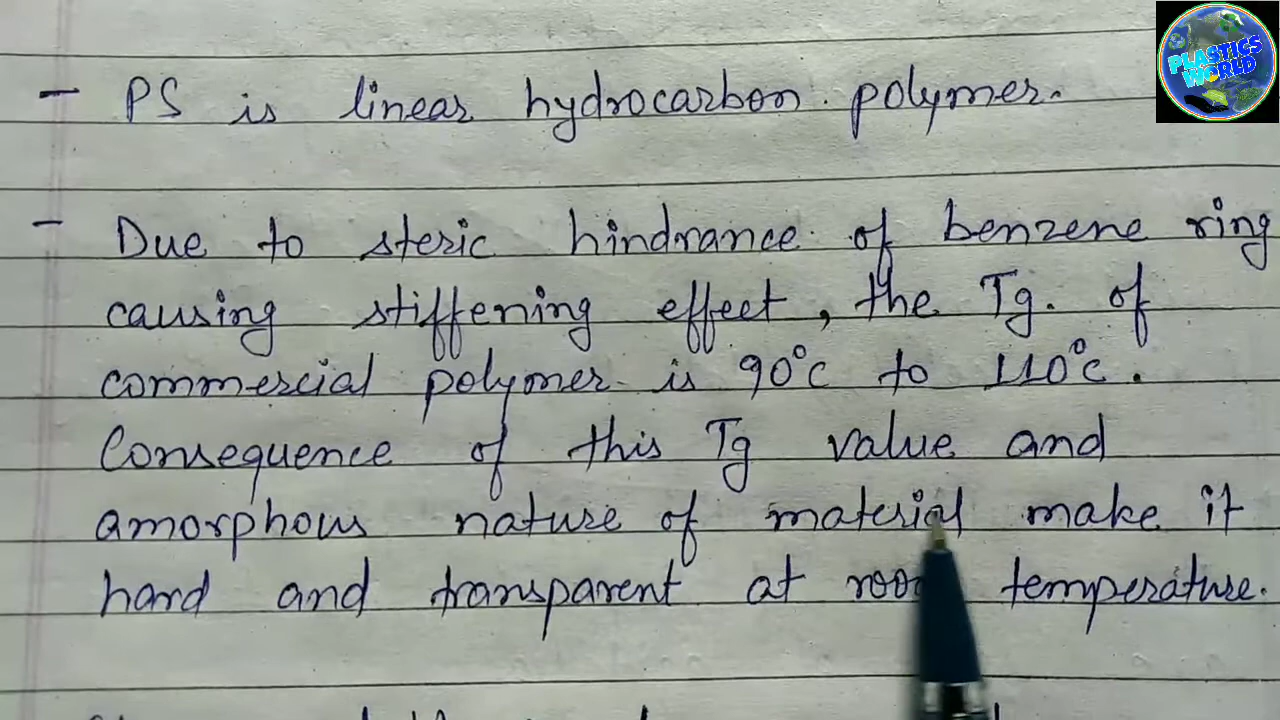 PLASTICS
WORLD
- PS is linear hydrocarbon polymer.
- Due to steric hindrance of benzene ring
causing stiffening effect, the Tg. of
commercial polymer is 90°c to 110°c.
Consequence of this Tg value and
amorphous nature of material make it
hard and transparent at room temperature.